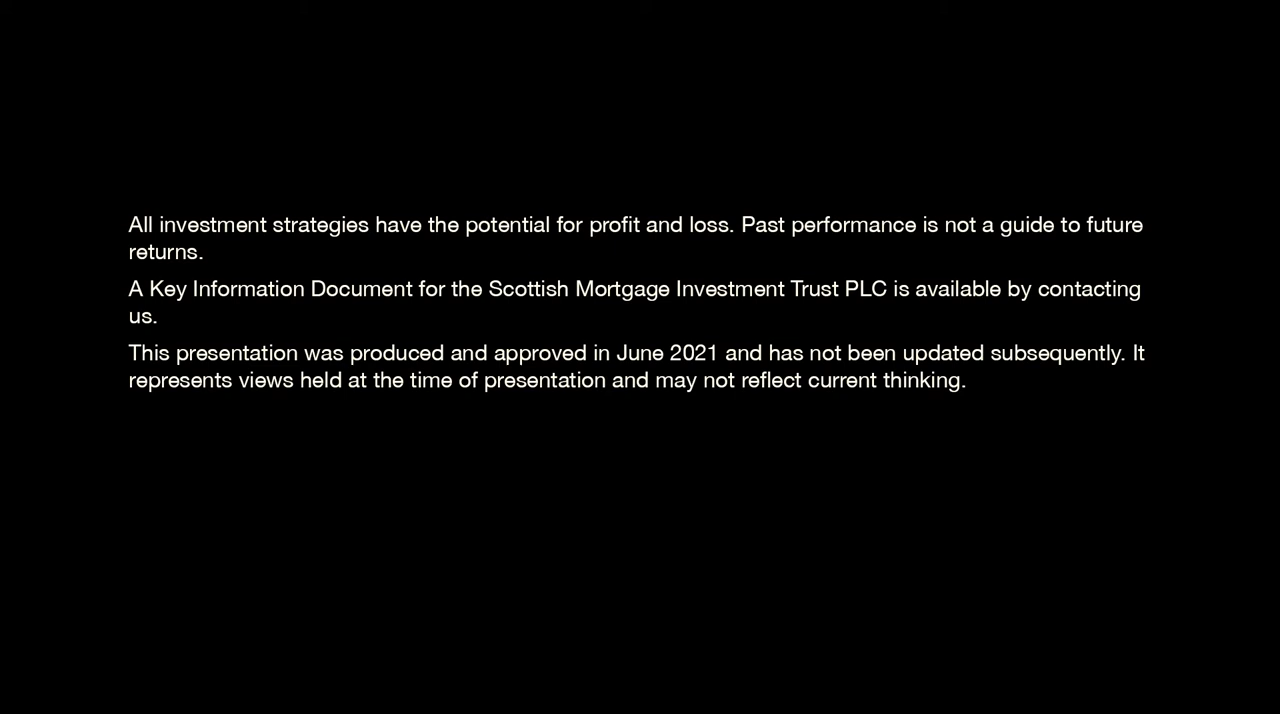 All investment strategies have the potential for profit and loss. Past performance is not a guide to future
returns.
A Key Information Document for the Scottish Mortgage Investment Trust PLC is available by contacting
us.
This presentation was produced and approved in June 2021 and has not been updated subsequently. It
represents views held at the time of presentation and may not reflect current thinking.